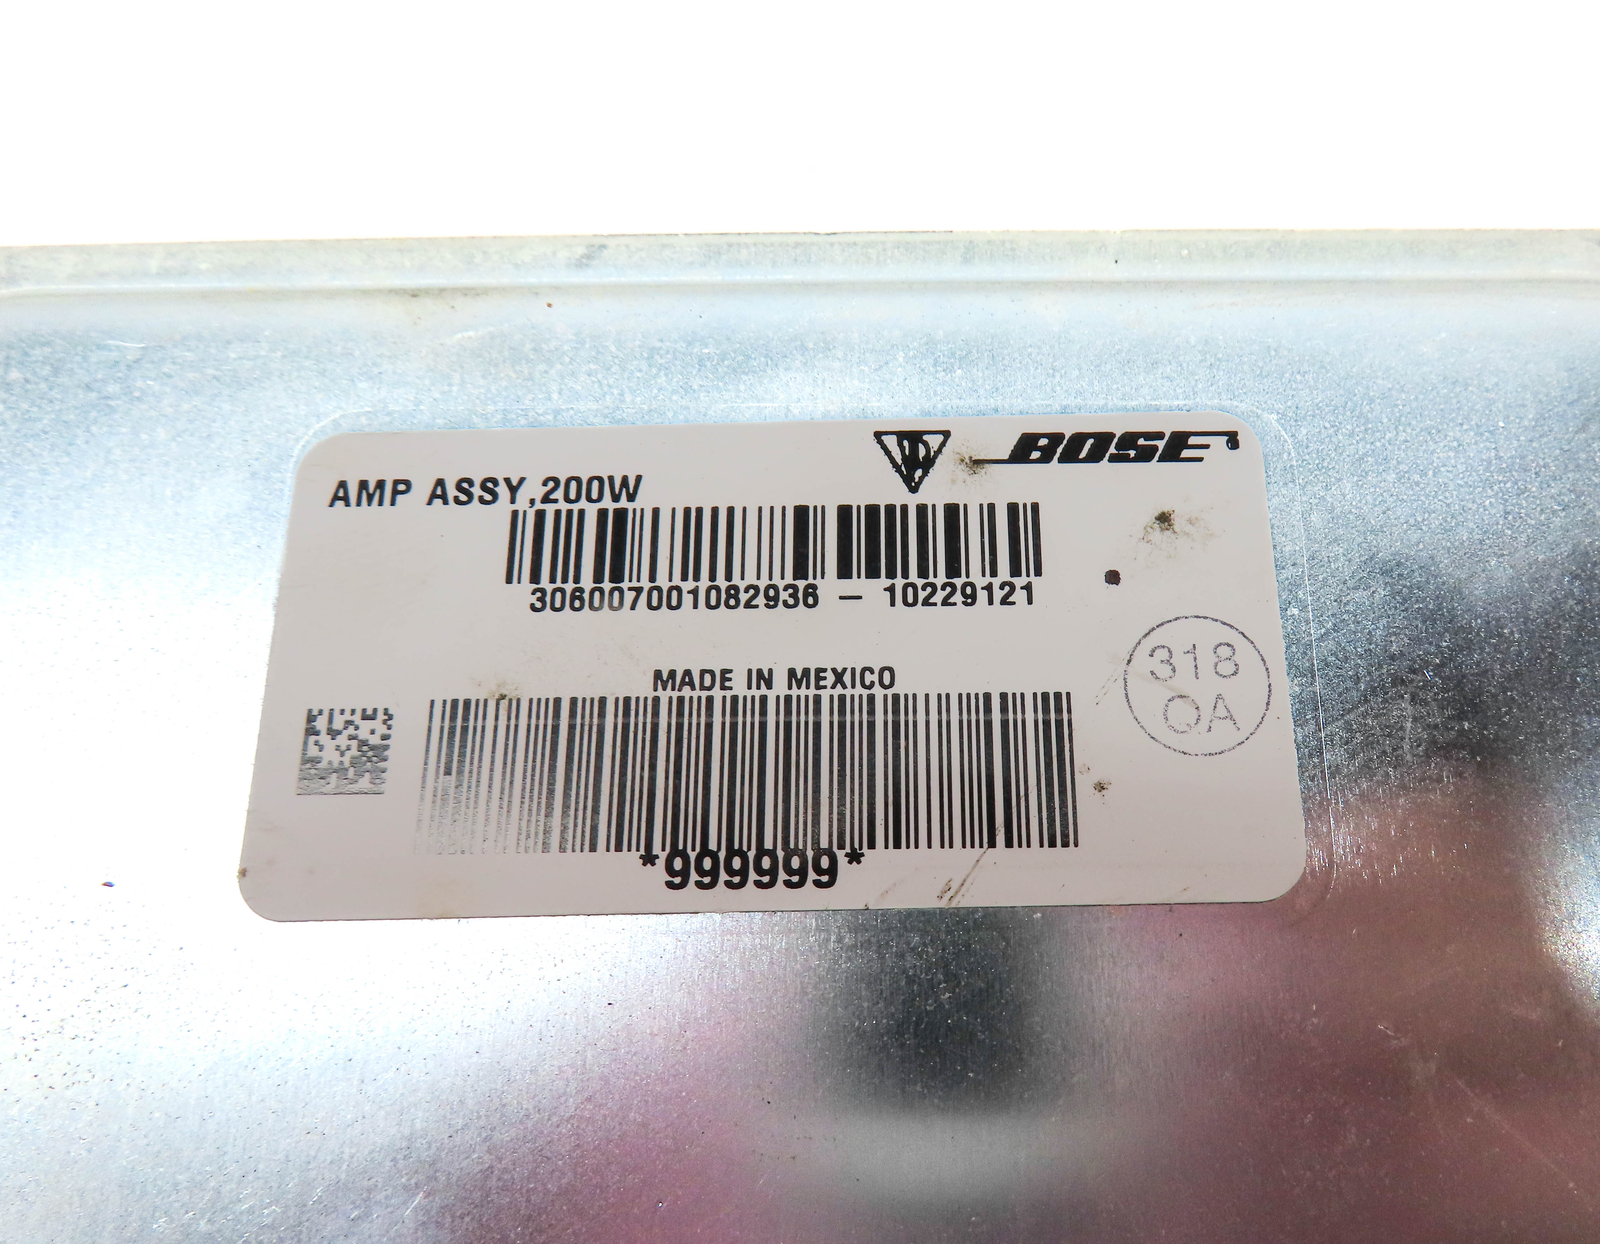 BOSE
AMP ASSY,200W
306007001082936 – 10229121
MADE IN MEXICO
318
QA
*999999*